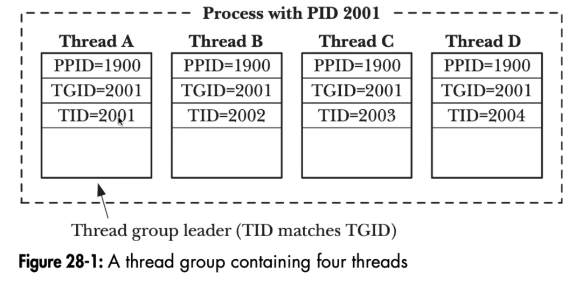 Process with PID 2001
Thread A Thread B Thread C Thread D
PPID=1900 PPID=1900 PPID=1900 PPID=1900
TGID=2001 TGID=2001 TGID=2001 TGID=2001
TID=2001 TID=2002 TID=2003 TID=2004
Thread group leader (TID matches TGID)
Figure 28-1: A thread group containing four threads